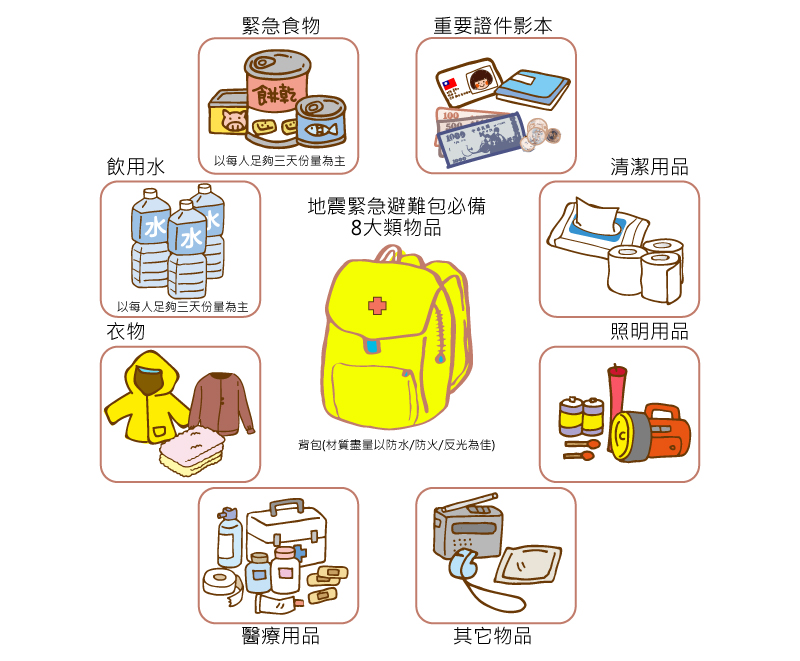 緊急食物
重要證件影本
餅乾
100
500
1000
以每人足夠三天份量為主
飲用水
清潔用品
地震緊急避難包必備
8大類物品
水
水
水
以每人足夠三天份量為主
衣物
照明用品
背包(材質盡量以防水/防火/反光為佳)
醫療用品
其它物品